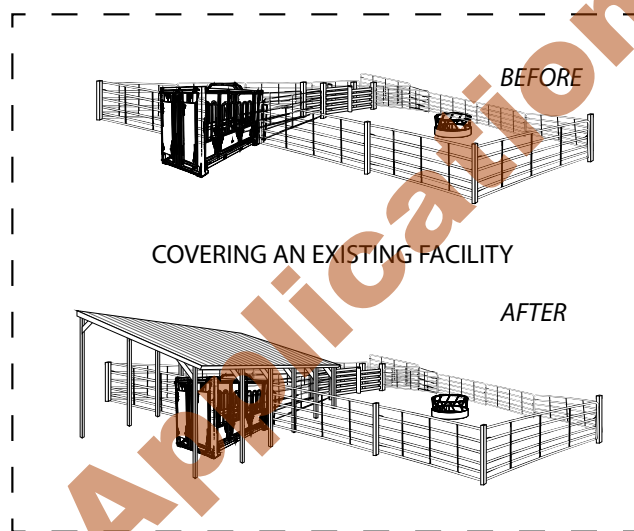 BEFORE
COVERING AN EXISTING FACILITY
AFTER
Application